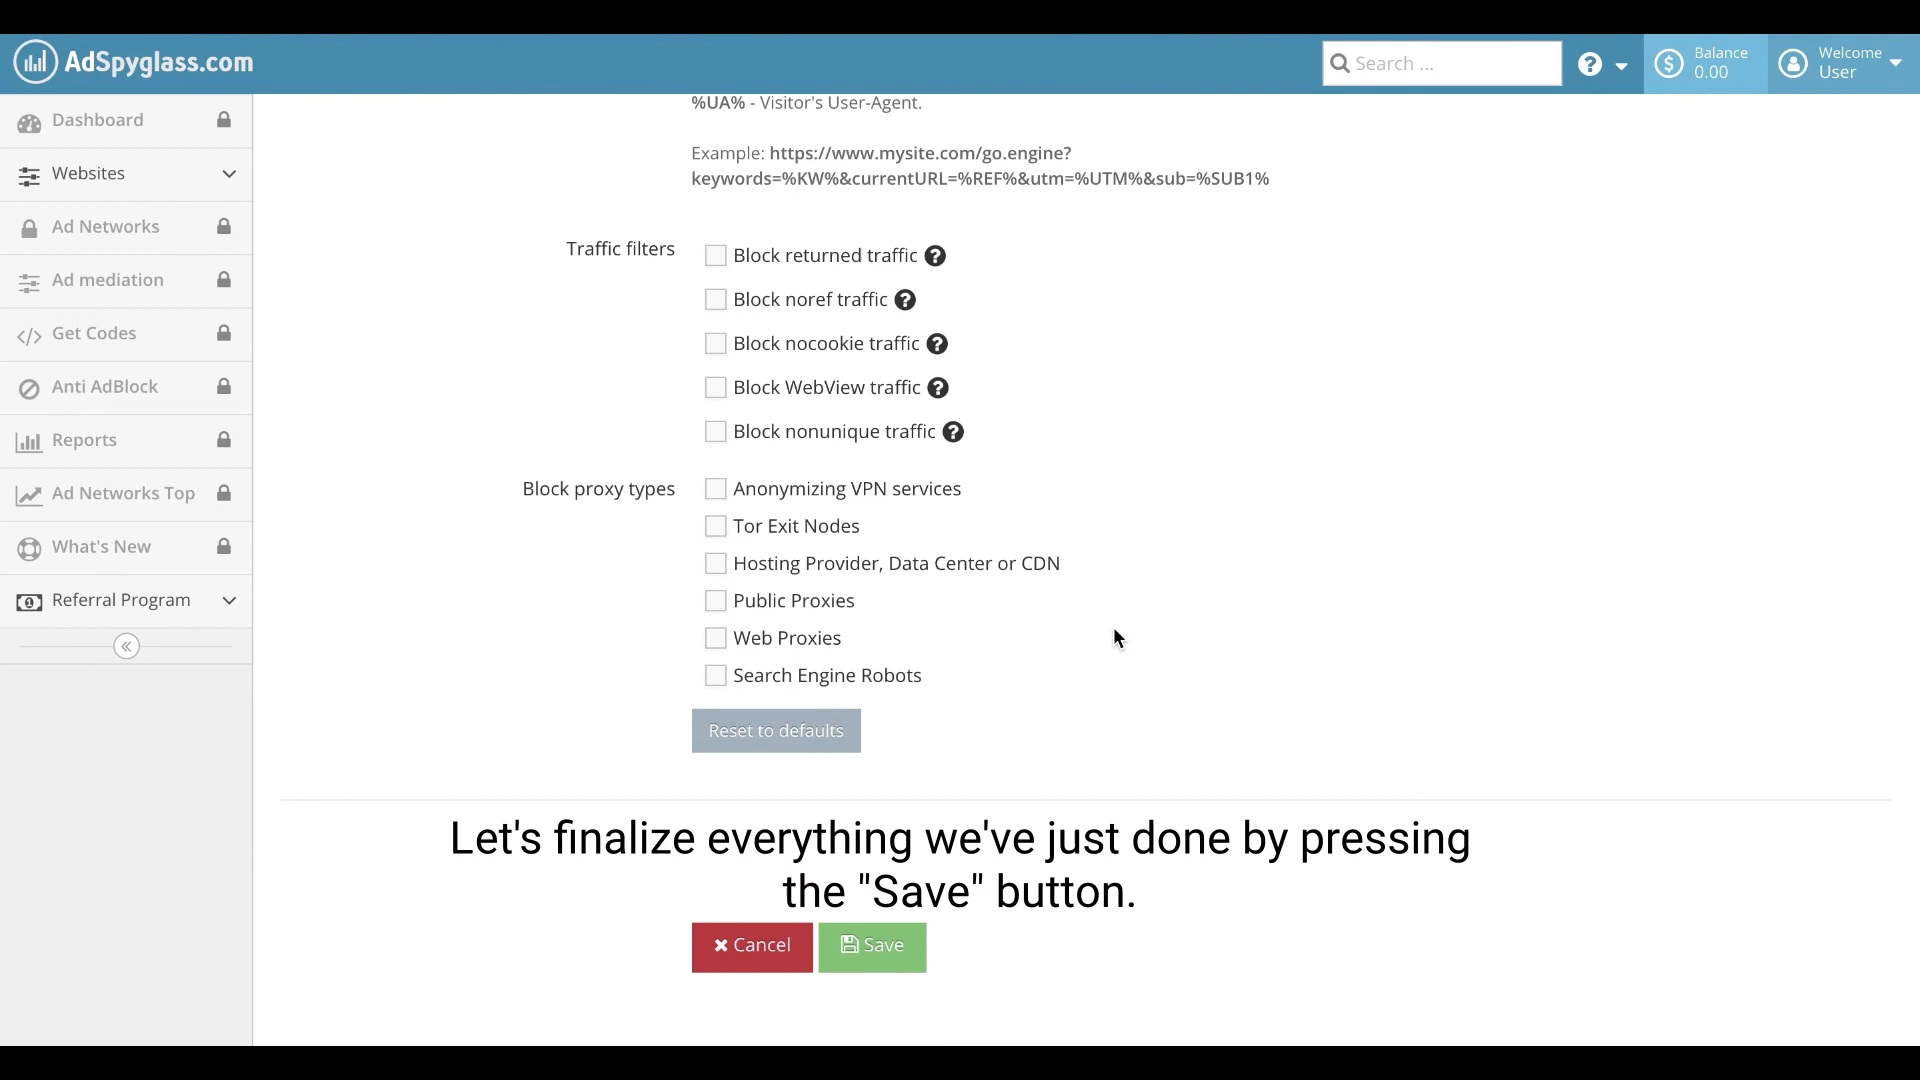 AdSpyglass.com
Search ...
Balance
0.00
Welcome
User
Dashboard
Websites
Ad Networks
Ad mediation
Get Codes
Anti AdBlock
Reports
Ad Networks Top
What's New
Referral Program
%UA% - Visitor's User-Agent.
Example: https://www.mysite.com/go.engine?
keywords=%KW%&currentURL=%REF%&utm=%UTM%&sub=%SUB1%
Traffic filters
Block returned traffic ?
Block noref traffic ?
Block nocookie traffic ?
Block WebView traffic ?
Block nonunique traffic ?
Block proxy types
Anonymizing VPN services
Tor Exit Nodes
Hosting Provider, Data Center or CDN
Public Proxies
Web Proxies
Search Engine Robots
Reset to defaults
Let's finalize everything we've just done by pressing
the "Save" button.
Cancel
Save